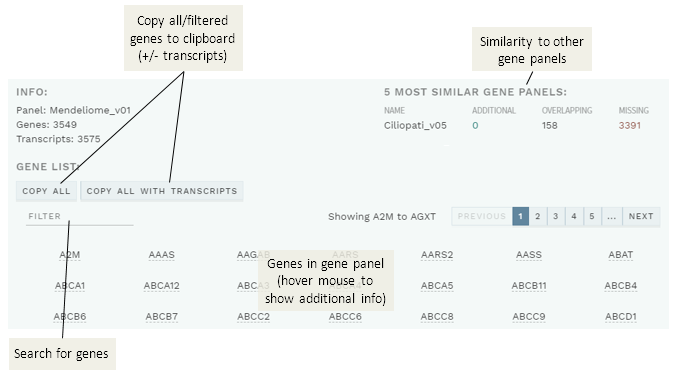 Copy all/filtered
genes to clipboard
(+/- transcripts)
Similarity to other
gene panels
INFO:
Panel: Mendeliome_v01
Genes: 3549
Transcripts: 3575
5 MOST SIMILAR GENE PANELS:
NAME ADDITIONAL OVERLAPPING MISSING
Ciliopati_v05 0 158 3391
GENE LIST:
COPY ALL COPY ALL WITH TRANSCRIPTS
FILTER
Showing A2M to AGXT PREVIOUS 1 2 3 4 5 ... NEXT
A2M AAAS AAGAB AARS AARS2 AASS ABAT
ABCA1 ABCA12 ABCA3 ABCA5 ABCB11 ABCB4
ABCB6 ABCB7 ABCC2 ABCC6 ABCC8 ABCC9 ABCD1
Genes in gene panel
(hover mouse to
show additional info)
Search for genes